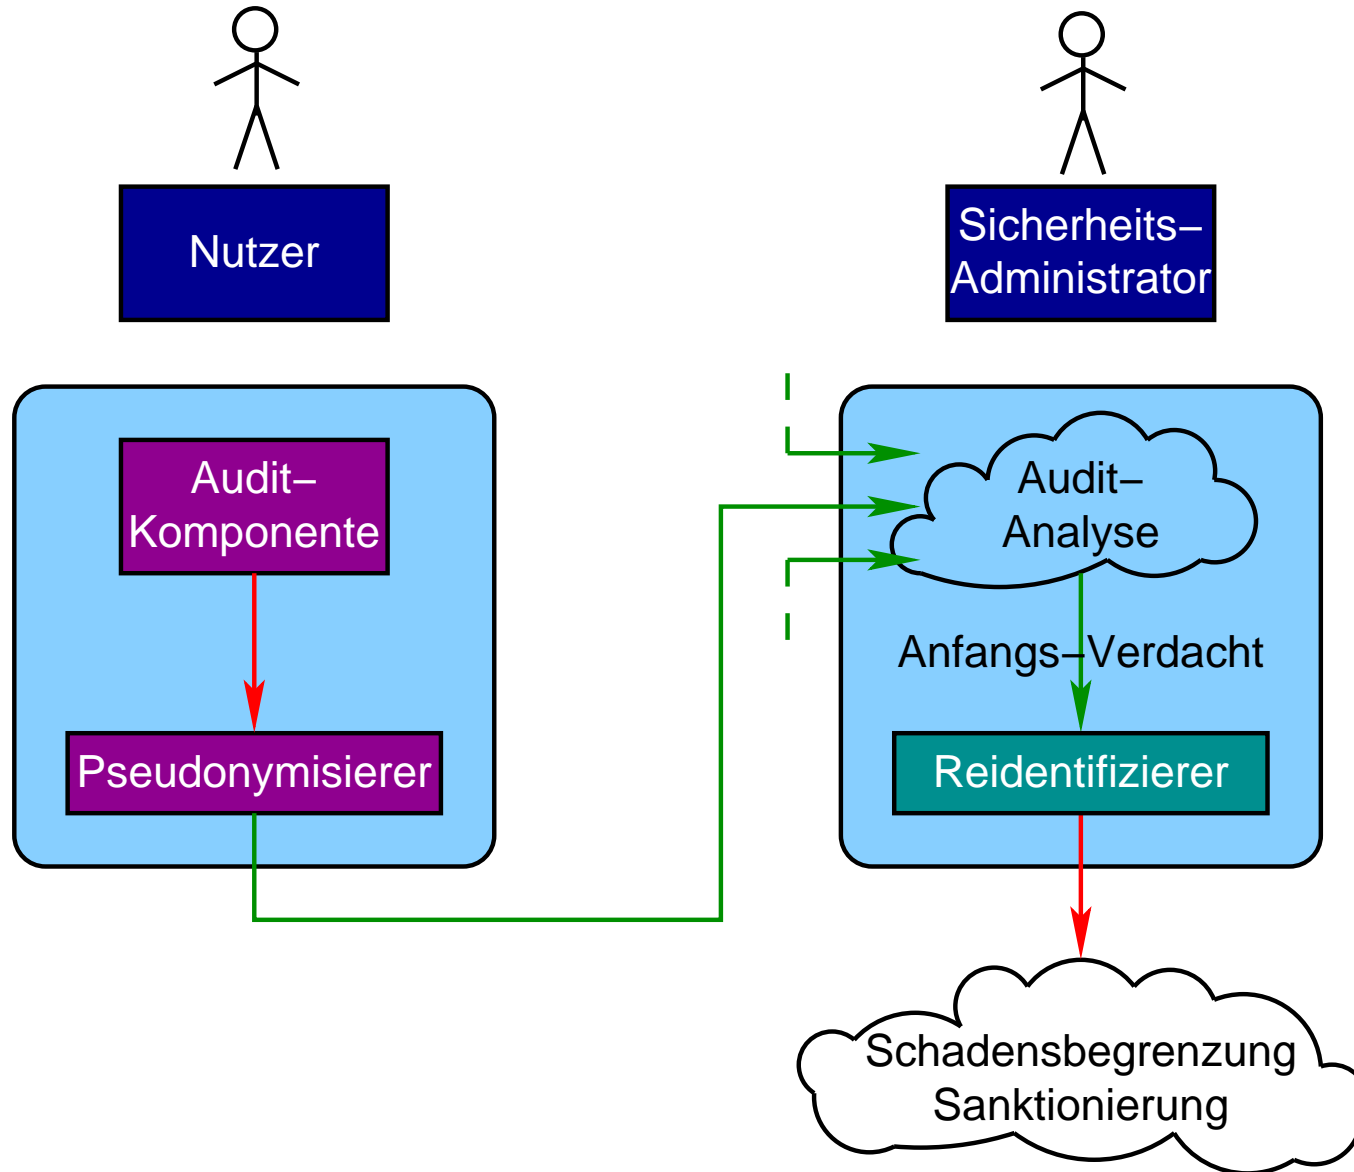 Nutzer
Sicherheits–
Administrator
Audit–
Komponente
Pseudonymisierer
Audit–
Analyse
Anfangs–Verdacht
Reidentifizierer
Schadensbegrenzung
Sanktionierung